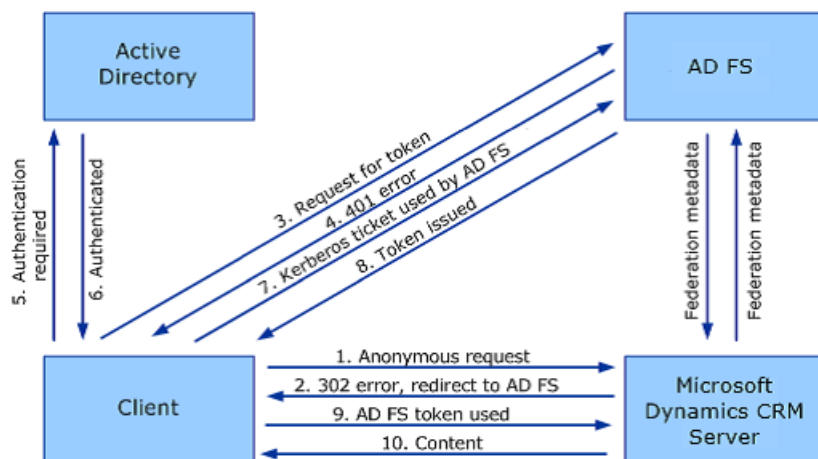 Active
Directory
AD FS
3. Request for token
4. 401 error
7. Kerberos ticket used by AD FS
8. Token issued
5. Authentication
required
6. Authenticated
Federation metadata
Federation metadata
Client
1. Anonymous request
2. 302 error, redirect to AD FS
9. AD FS token used
10. Content
Microsoft
Dynamics CRM
Server